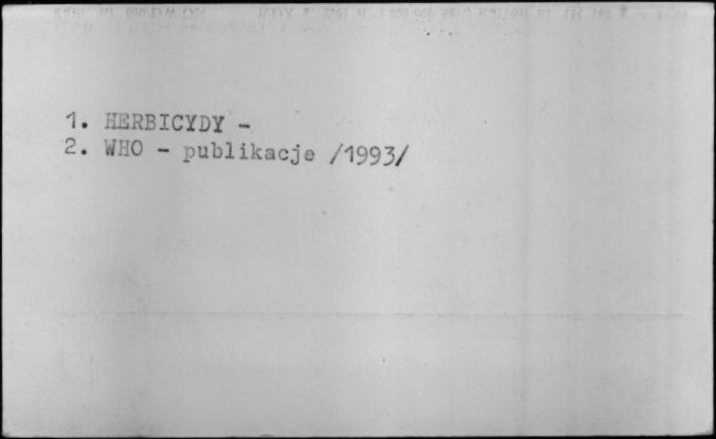 1. HERBICYDY -
2. WHO - publikacje /1993/